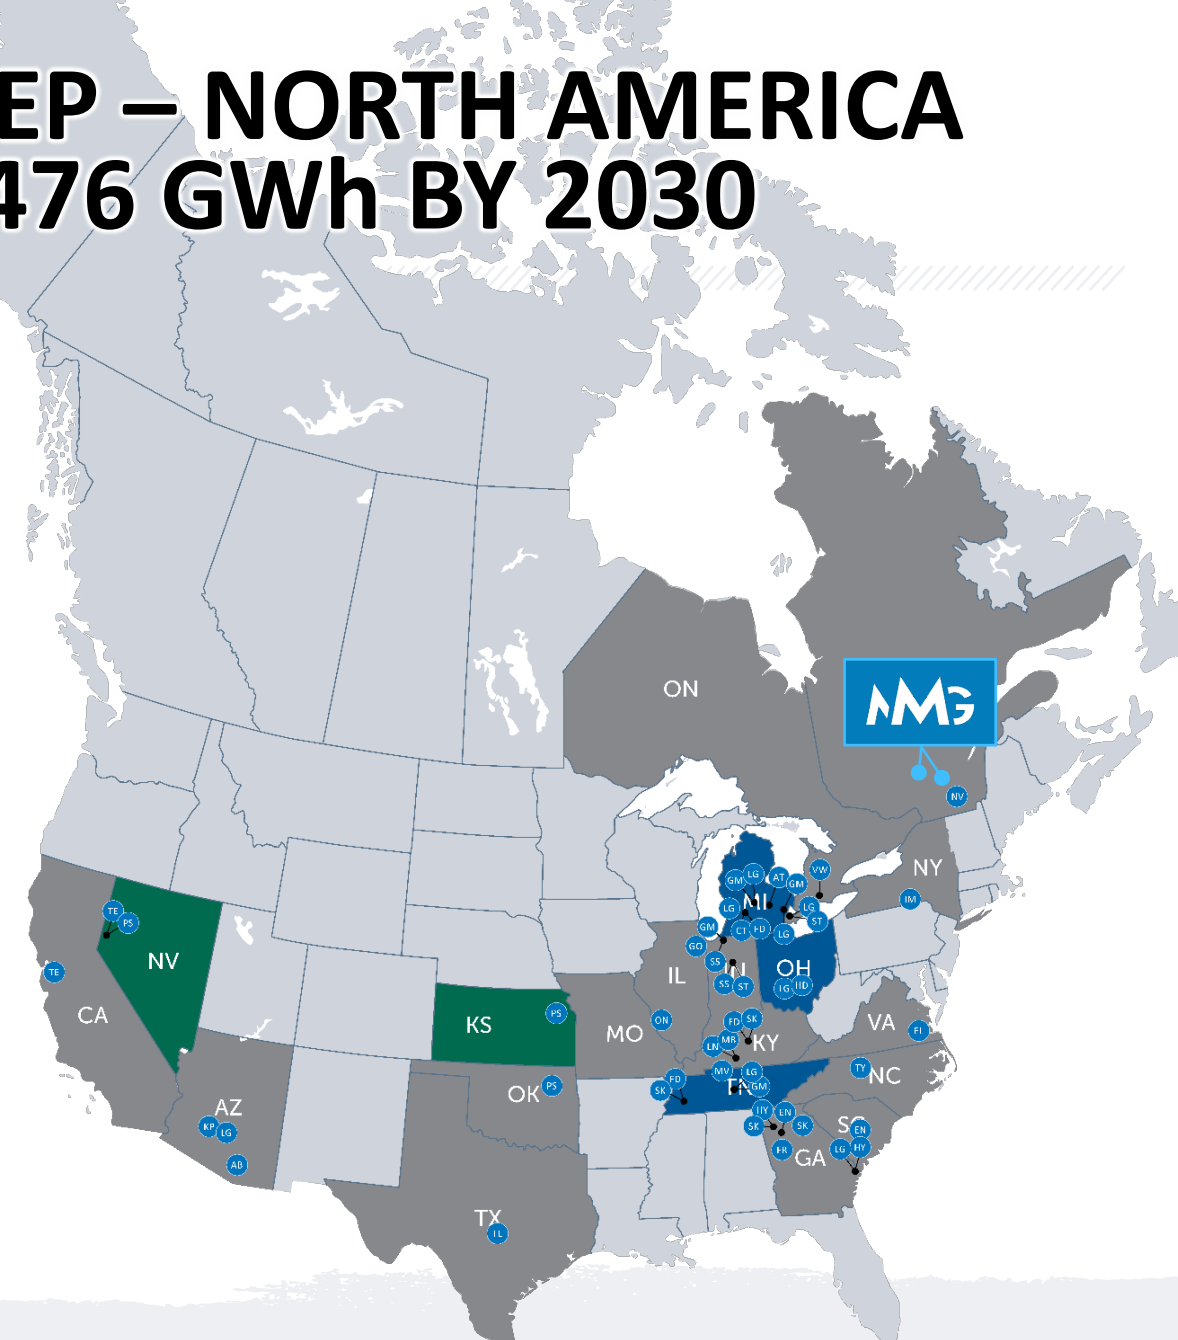 EP – NORTH AMERICA
476 GWh BY 2030
ON
NMG
NV
NY
IM
VW
GM
LG
AT
GM
LG
MI
LG
ST
GM
CT
FD
LG
GO
SS
IN
OH
SS
ST
LG
HD
IL
TE
PS
NV
TE
CA
KS
PS
MO
ON
FD
SK
KY
LN
MB
VA
FI
TY
NC
OK
PS
MV
LG
TN
GM
FD
SK
AZ
KP
LG
AB
HY
EN
SK
SK
FR
GA
SC
EN
LG
HY
TX